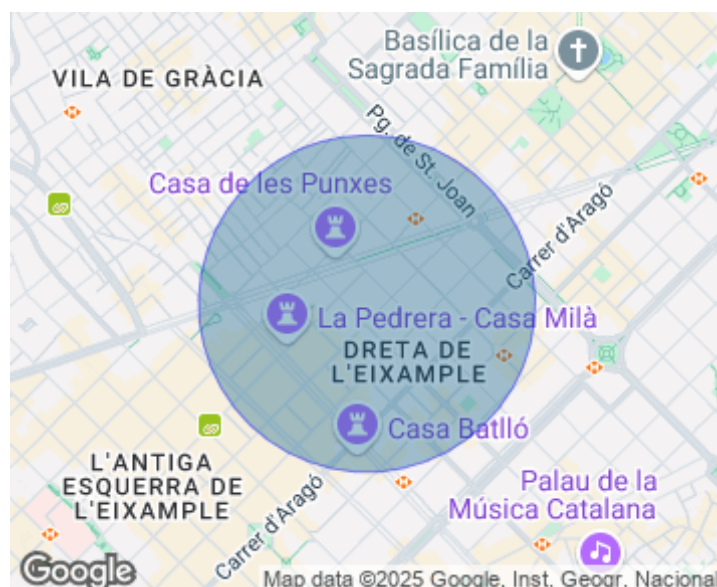 Basílica de la
Sagrada Família
VILA DE GRÀCIA
Pg. de St. Joan
Casa de les Punxes
Carrer d'Aragó
La Pedrera - Casa Milà
DRETA DE
L'EIXAMPLE
Casa Batlló
L'ANTIGA
ESQUERRA DE
L'EIXAMPLE
Carrer d'Aragó
Palau de la
Música Catalana
Google
Map data ©2025 Google, Inst. Geogr. Nacional